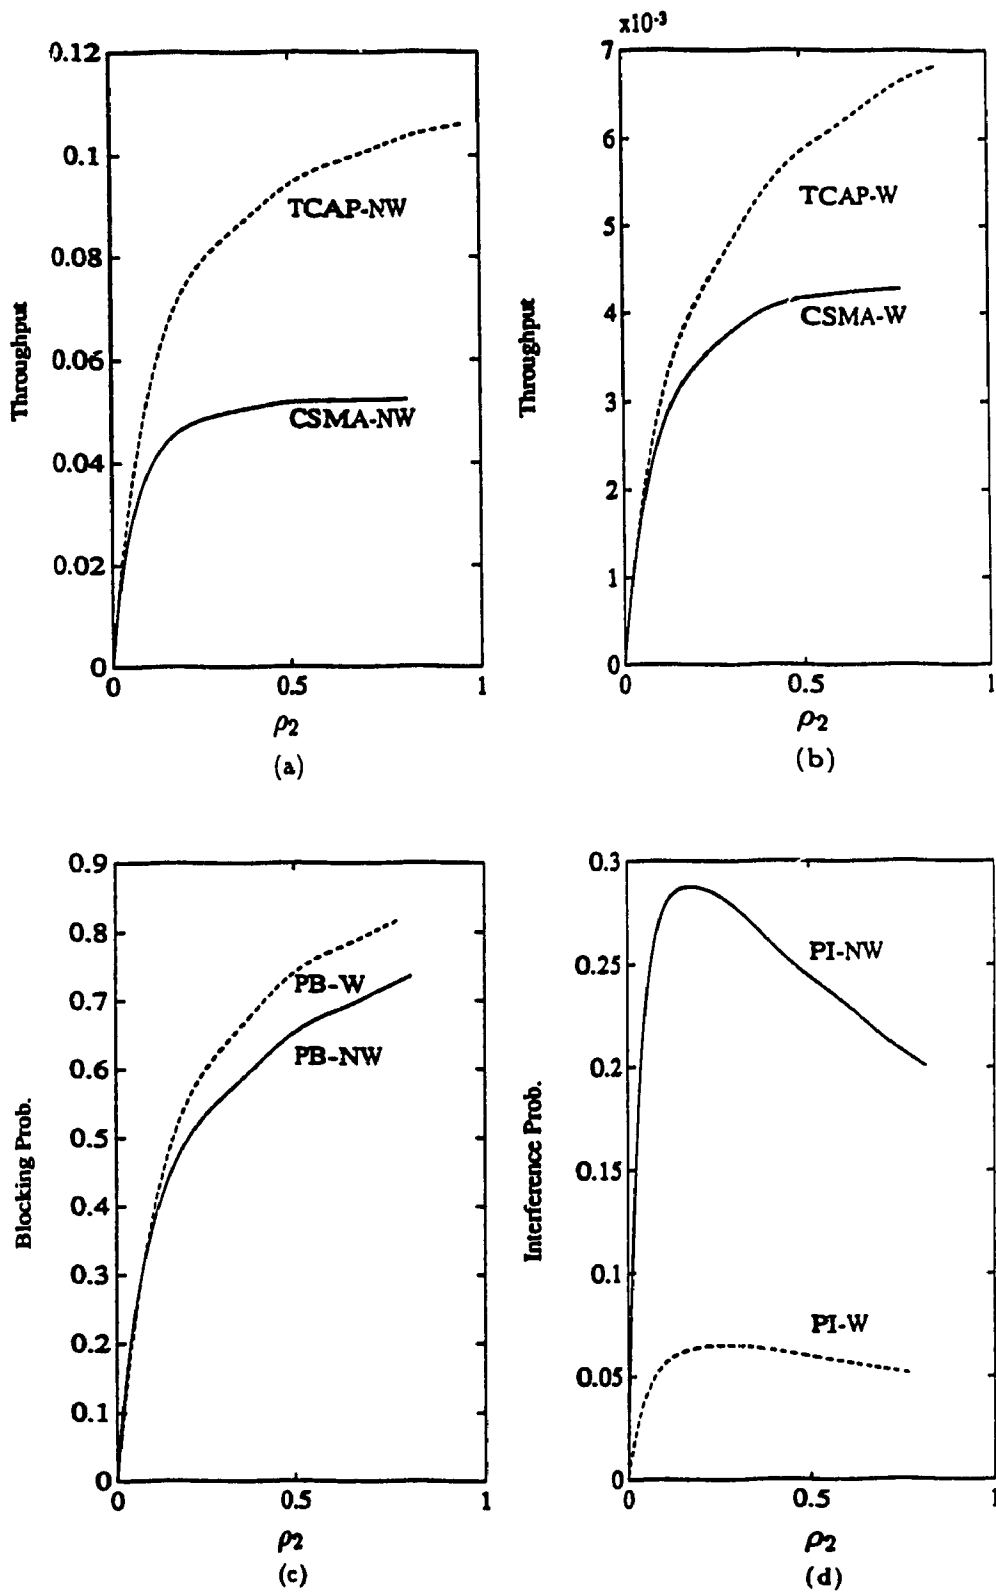 x10⁻³
0.12
0.1
0.08
0.06
0.04
0.02
0
Throughput
TCAP-NW
CSMA-NW
0
0.5
1
ρ2
(a)
7
6
5
4
3
2
1
0
Throughput
TCAP-W
CSMA-W
0
0.5
1
ρ2
(b)
0.9
0.8
0.7
0.6
0.5
0.4
0.3
0.2
0.1
0
Blocking Prob.
PB-W
PB-NW
0
0.5
1
ρ2
(c)
0.3
0.25
0.2
0.15
0.1
0.05
0
Interference Prob.
PI-NW
PI-W
0
0.5
1
ρ2
(d)